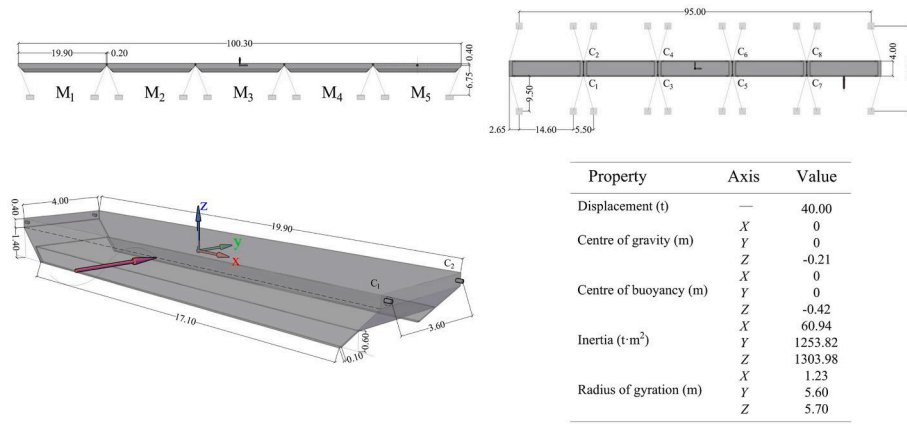 100.30
19.90
0.20
0.40
6.75
M1
M2
M3
M4
M5
95.00
C2
C4
C6
C8
4.00
C1
C3
C5
C7
9.50
2.65
14.60
5.50
4.00
0.40
1.40
19.90
z
y
x
C1
C2
17.10
3.60
0.60
0.10
Property Axis Value
Displacement (t) — 40.00
Centre of gravity (m)
X 0
Y 0
Z -0.21
Centre of buoyancy (m)
X 0
Y 0
Z -0.42
Inertia (t·m²)
X 60.94
Y 1253.82
Z 1303.98
Radius of gyration (m)
X 1.23
Y 5.60
Z 5.70